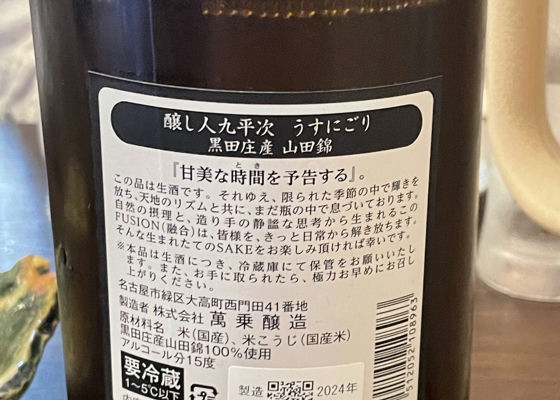 醸し人九平次 うすにごり
黒田庄産 山田錦
『甘美な時間を予告する』。
とき
この品は生酒です。それゆえ、限られた季節の中で輝きを
放ち、天地のリズムと共に、まだ瓶の中で息づいております。
自然の摂理と、造り手の静謐な思考から生まれるこの
FUSION(融合)は、皆様を、きっと日常から解き放ちます。
そんな生まれたてのSAKEをお楽しみ頂ければ幸いです。
※本品は生酒につき、冷蔵庫にて保管をお願いいたし
ます。また、お手に取られたら、極力お早めにお召し
上がりください。
名古屋市緑区大高町西門田41番地
製造者 株式会社 萬乗醸造
原材料名 米(国産)、米こうじ(国産米)
黒田庄産山田錦100%使用
アルコール分15度
要冷蔵
1~5℃以下
製造
2024年
512052108963